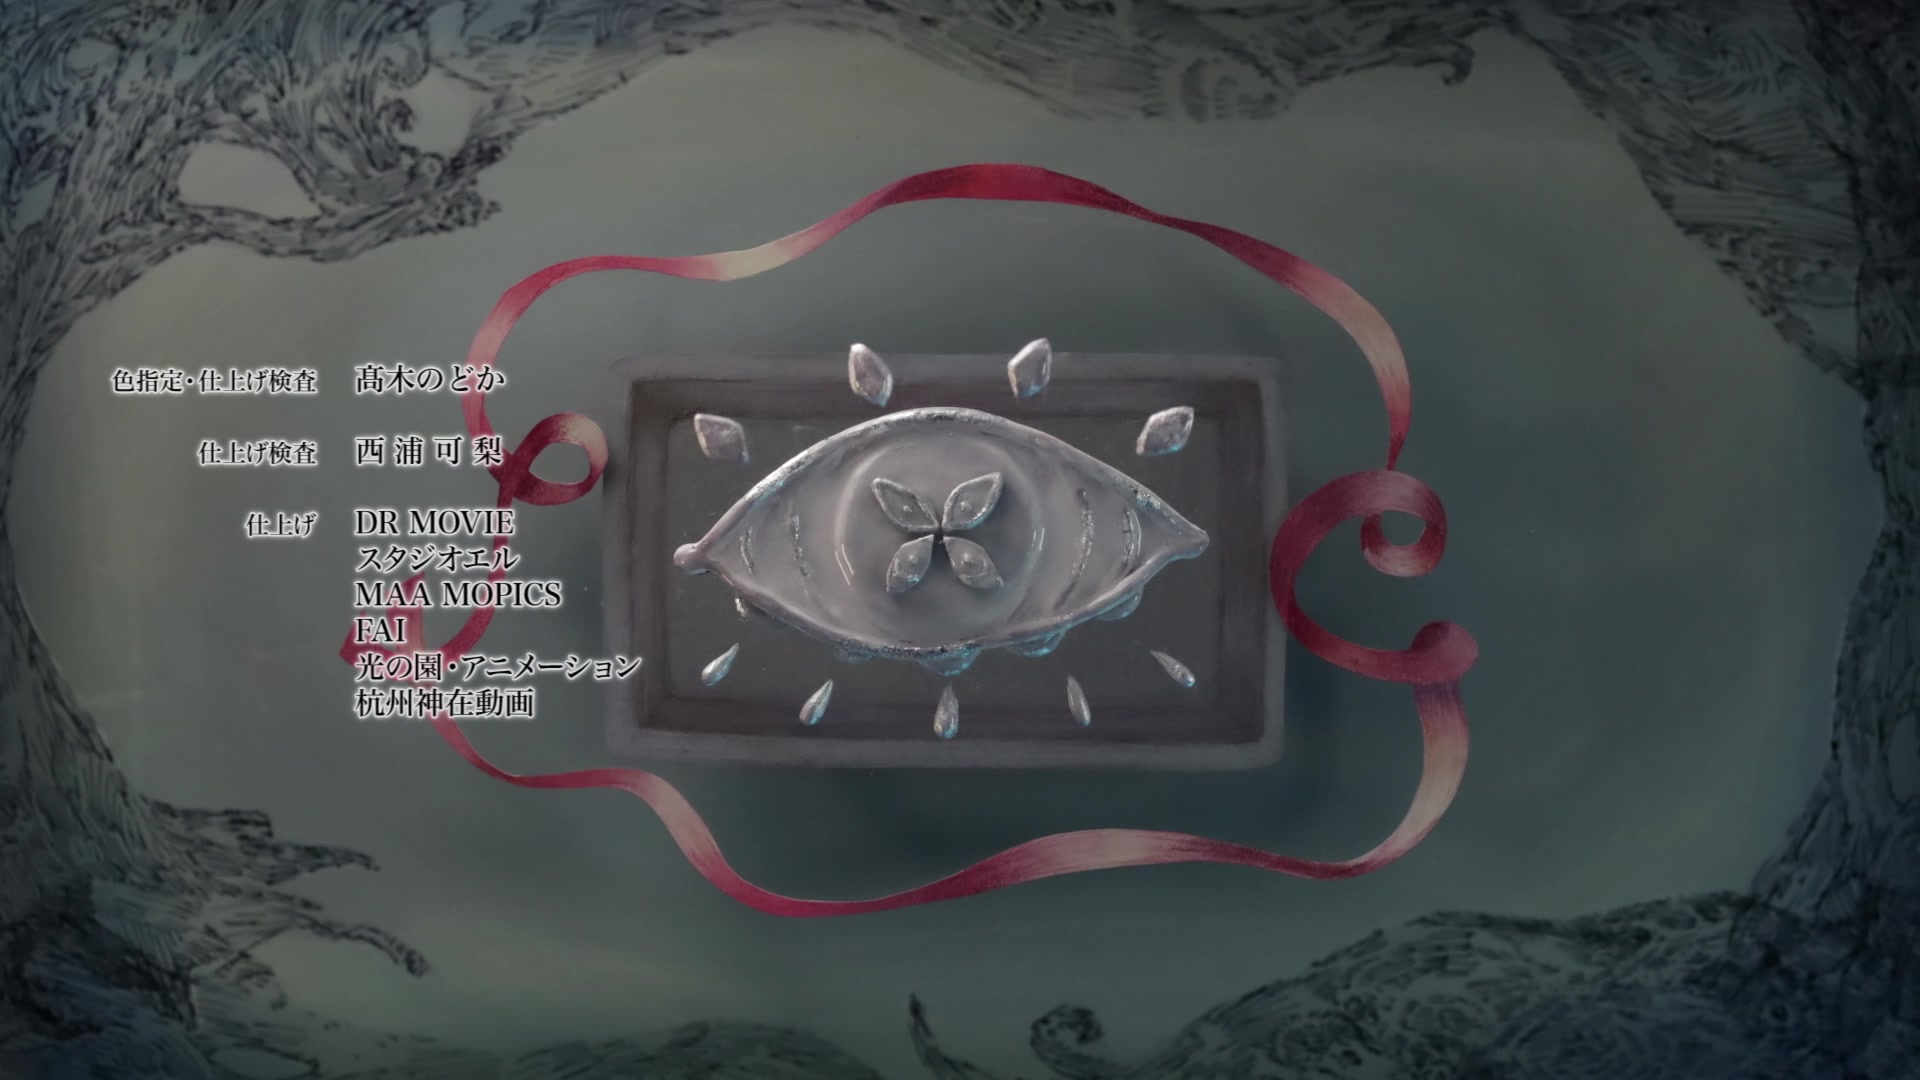 色指定・仕上げ検査 髙木のどか
仕上げ検査 西浦可梨
仕上げ DR MOVIE
スタジオエル
MAA MOPICS
FAI
光の園・アニメーション
杭州神在動画